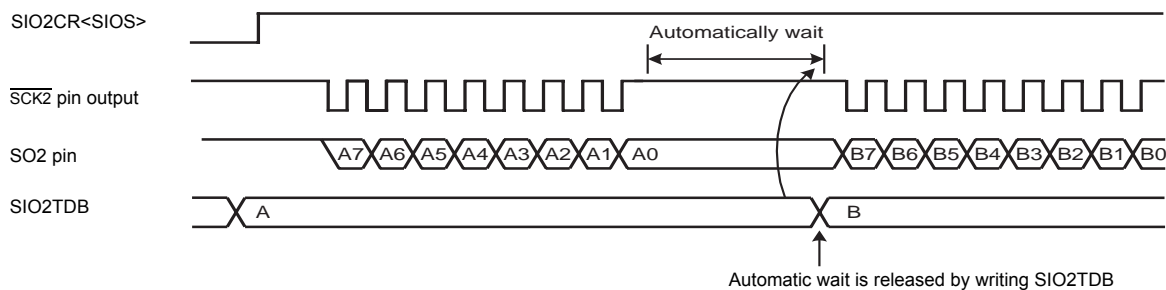 SIO2CR<SIOS>
Automatically wait
SCK2 pin output
SO2 pin
A7 A6 A5 A4 A3 A2 A1 A0 B7 B6 B5 B4 B3 B2 B1 B0
SIO2TDB
A B
Automatic wait is released by writing SIO2TDB